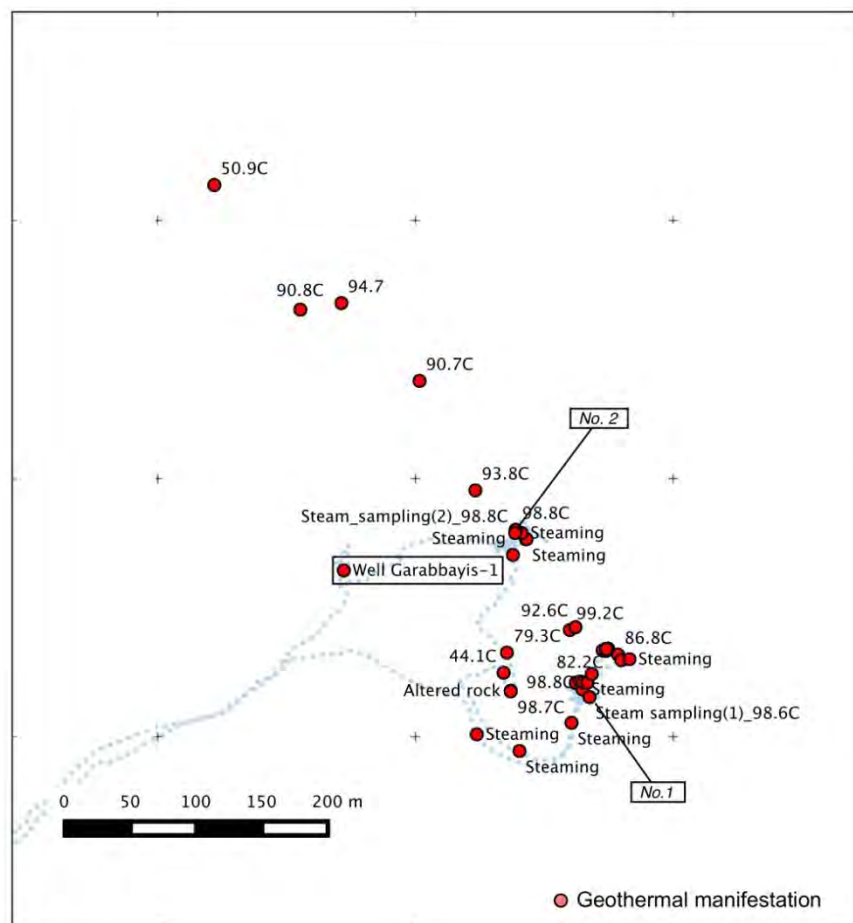 50.9C
90.8C
94.7
90.7C
No. 2
93.8C
Steam_sampling(2)_98.8C
98.8C
Steaming
Steaming
Steaming
Well Garabbayis-1
92.6C
99.2C
79.3C
86.8C
44.1C
82.2C
Steaming
Altered rock
98.8C
Steaming
98.7C
Steam sampling(1)_98.6C
Steaming
Steaming
Steaming
No.1
0 50 100 150 200 m
Geothermal manifestation